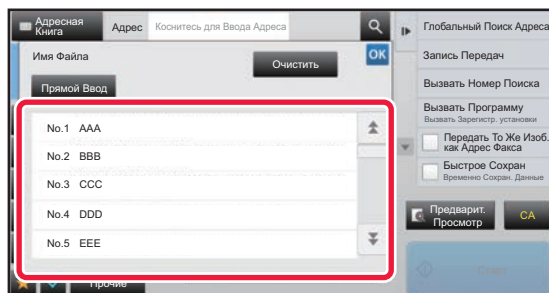 Адресная Книга
Адрес
Коснитесь для Ввода Адреса
Имя Файла
Очистить
OK
Прямой Ввод
No.1 AAA
No.2 BBB
No.3 CCC
No.4 DDD
No.5 EEE
Прочие
Глобальный Поиск Адреса
Запись Передач
Вызвать Номер Поиска
Вызвать Программу
Вызвать Зарегистр. установки
Передать То Же Изоб.
как Адрес Факса
Быстрое Сохран
Временно Сохран. Данные
Предварит.
Просмотр
CA
Старт